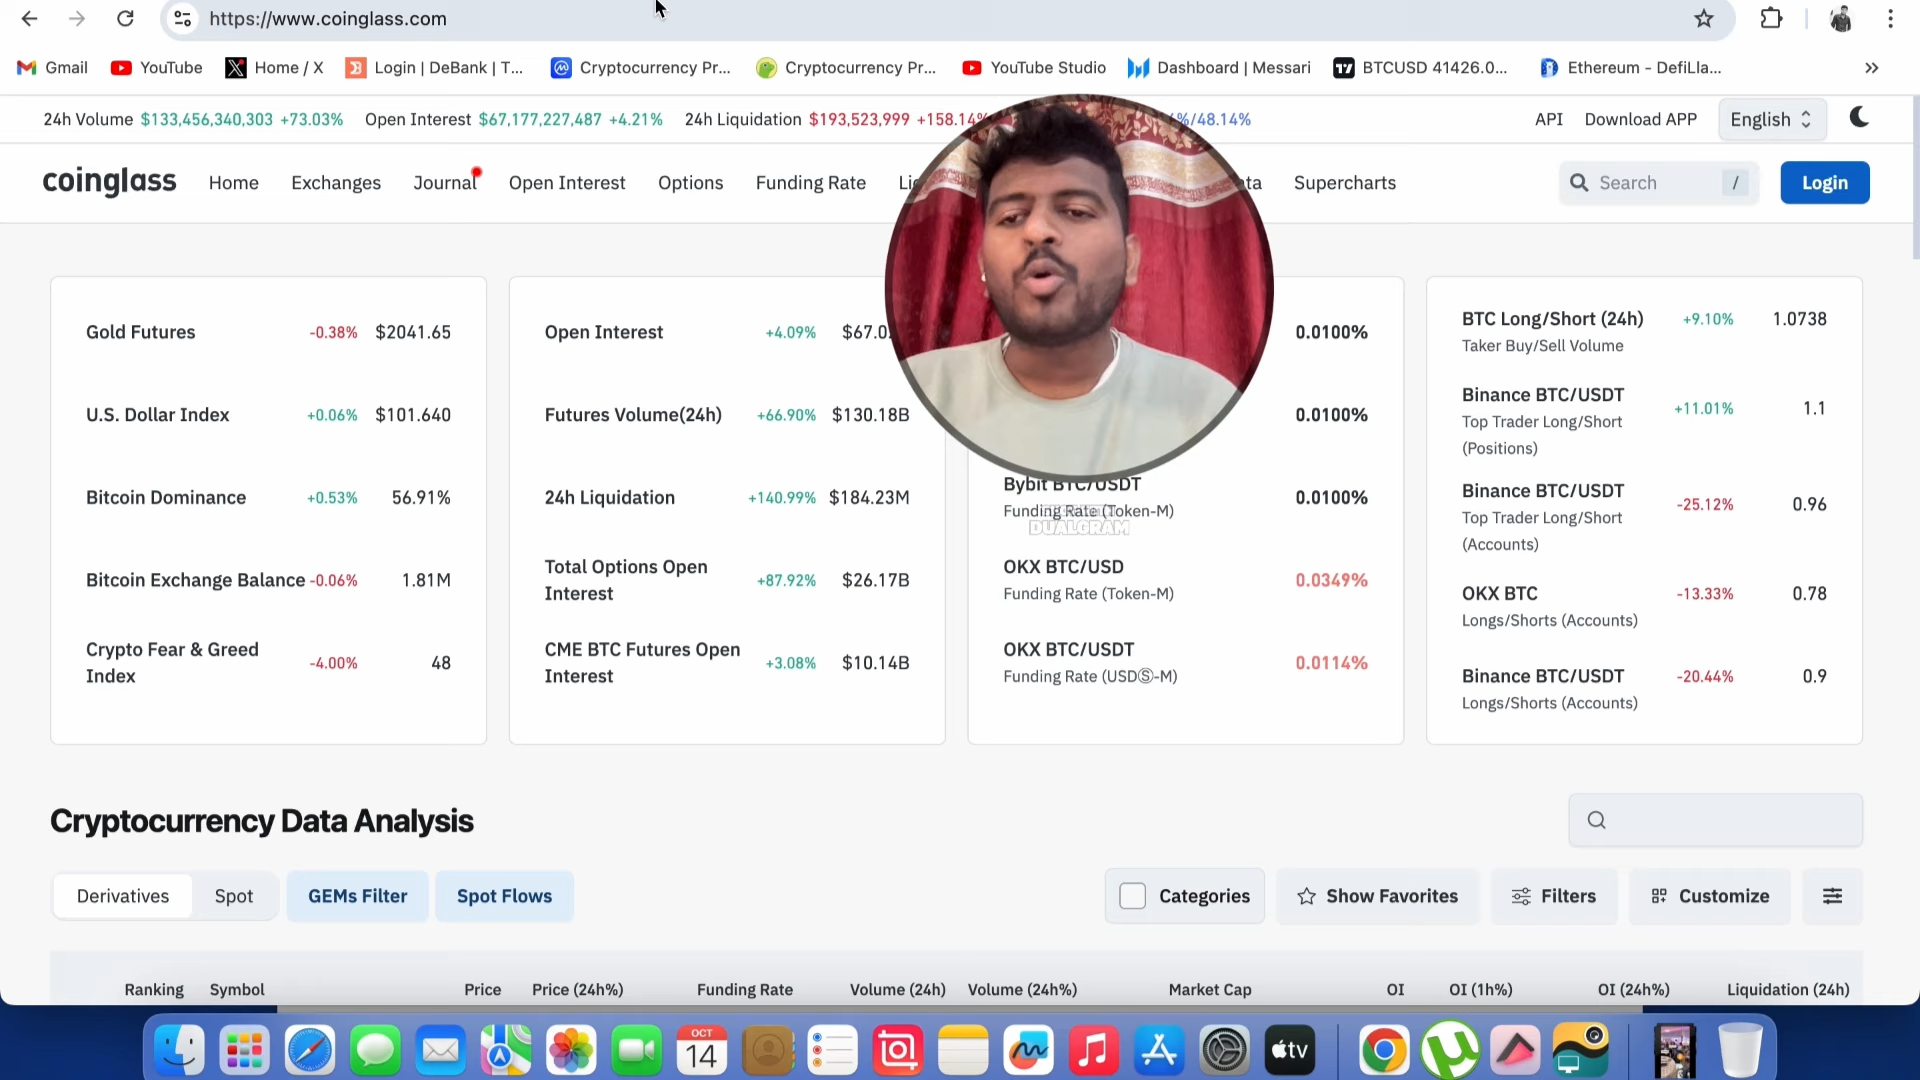 https://www.coinglass.com
Gmail YouTube Home / X Login | DeBank | T... Cryptocurrency Pr... Cryptocurrency Pr... YouTube Studio Dashboard | Messari BTCUSD 41426.0... Ethereum - DefiLla...
24h Volume $133,456,340,303 +73.03% Open Interest $67,177,227,487 +4.21% 24h Liquidation $193,523,999 +158.14% %/48.14% API Download APP English
coinglass Home Exchanges Journal Open Interest Options Funding Rate Supercharts Search / Login
Gold Futures -0.38% $2041.65
U.S. Dollar Index +0.06% $101.640
Bitcoin Dominance +0.53% 56.91%
Bitcoin Exchange Balance -0.06% 1.81M
Crypto Fear & Greed
Index
-4.00% 48
Open Interest +4.09% $67.0
Futures Volume(24h) +66.90% $130.18B
24h Liquidation +140.99% $184.23M
Total Options Open
Interest
+87.92% $26.17B
CME BTC Futures Open
Interest
+3.08% $10.14B
0.0100%
0.0100%
Bybit BTC/USDT
Funding Rate (Token-M)
0.0100%
DUALGRAM
OKX BTC/USD
Funding Rate (Token-M)
0.0349%
OKX BTC/USDT
Funding Rate (USDⓈ-M)
0.0114%
BTC Long/Short (24h) +9.10% 1.0738
Taker Buy/Sell Volume
Binance BTC/USDT
Top Trader Long/Short
(Positions)
+11.01% 1.1
Binance BTC/USDT
Top Trader Long/Short
(Accounts)
-25.12% 0.96
OKX BTC
Longs/Shorts (Accounts)
-13.33% 0.78
Binance BTC/USDT
Longs/Shorts (Accounts)
-20.44% 0.9
Cryptocurrency Data Analysis
Derivatives Spot GEMs Filter Spot Flows Categories Show Favorites Filters Customize
Ranking Symbol Price Price (24h%) Funding Rate Volume (24h) Volume (24h%) Market Cap OI OI (1h%) OI (24h%) Liquidation (24h)
OCT
14
tv